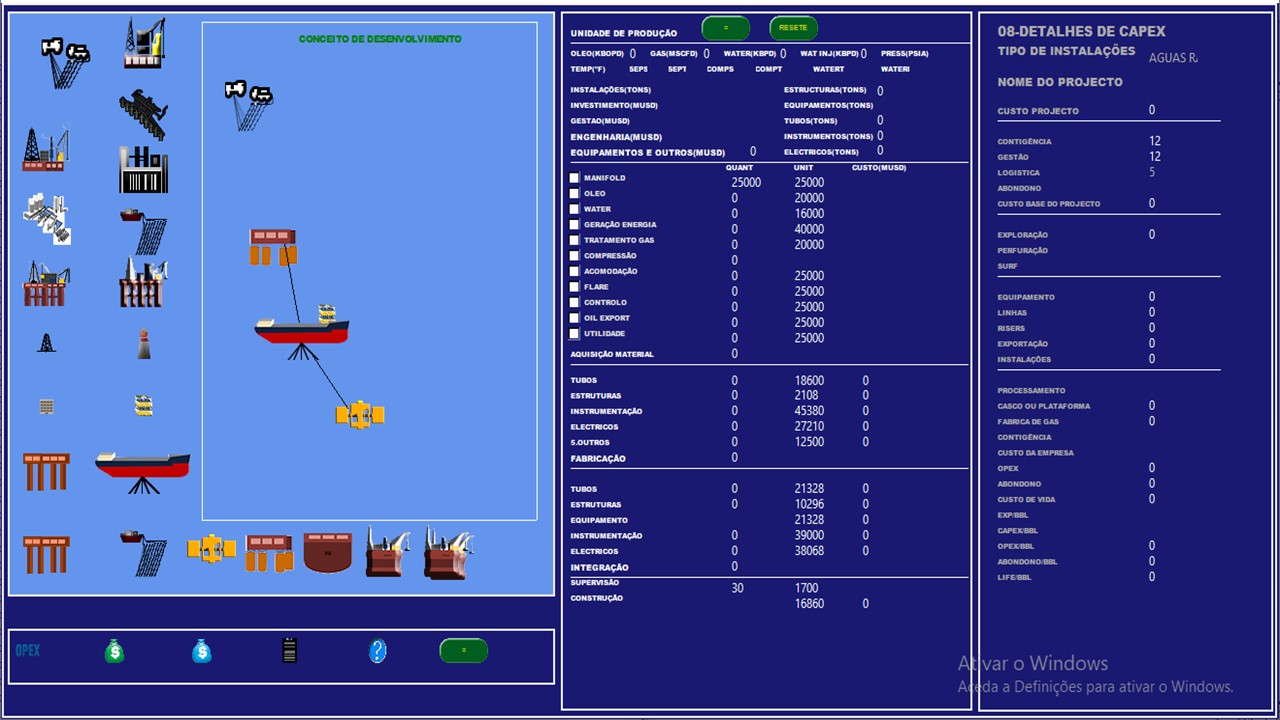 CONCEITO DE DESENVOLVIMENTO
OPEX
=
UNIDADE DE PRODUÇÃO = RESETE
OLEO(KBOPD) 0 GAS(MSCFD) 0 WATER(KBPD) 0 WAT INJ(KBPD) 0 PRESS(PSIA)
TEMP(°F) SEPS SEPT COMPS COMPT WATERT WATERI
INSTALAÇÕES(TONS) ESTRUTURAS(TONS) 0
INVESTIMENTO(MUSD) EQUIPAMENTOS(TONS)
GESTAO(MUSD) TUBOS(TONS) 0
ENGENHARIA(MUSD) INSTRUMENTOS(TONS) 0
EQUIPAMENTOS E OUTROS(MUSD) 0 ELECTRICOS(TONS) 0
QUANT UNIT CUSTO(MUSD)
MANIFOLD 25000 25000
OLEO 0 20000
WATER 0 16000
GERAÇÃO ENERGIA 0 40000
TRATAMENTO GAS 0 20000
COMPRESSÃO 0
ACOMODAÇÃO 0 25000
FLARE 0 25000
CONTROLO 0 25000
OIL EXPORT 0 25000
UTILIDADE 0 25000
AQUISIÇÃO MATERIAL 0
TUBOS 0 18600 0
ESTRUTURAS 0 2108 0
INSTRUMENTAÇÃO 0 45380 0
ELECTRICOS 0 27210 0
5.OUTROS 0 12500 0
FABRICAÇÃO 0
TUBOS 0 21328 0
ESTRUTURAS 0 10296 0
EQUIPAMENTO 21328 0
INSTRUMENTAÇÃO 0 39000 0
ELECTRICOS 0 38068 0
INTEGRAÇÃO 0
SUPERVISÃO 30 1700
CONSTRUÇÃO 16860 0
08-DETALHES DE CAPEX
TIPO DE INSTALAÇÕES AGUAS
NOME DO PROJECTO
CUSTO PROJECTO 0
CONTIGÊNCIA 12
GESTÃO 12
LOGISTICA 5
ABONDONO
CUSTO BASE DO PROJECTO 0
EXPLORAÇÃO 0
PERFURAÇÃO
SURF
EQUIPAMENTO 0
LINHAS 0
RISERS 0
EXPORTAÇÃO 0
INSTALAÇÕES 0
PROCESSAMENTO
CASCO OU PLATAFORMA 0
FABRICA DE GAS 0
CONTIGÊNCIA
CUSTO DA EMPRESA
OPEX 0
ABONDONO 0
CUSTO DE VIDA 0
EXP/BBL
CAPEX/BBL
OPEX/BBL 0
ABONDONO/BBL 0
LIFE/BBL 0
Ativar o Windows
Aceda a Definições para ativar o Windows.